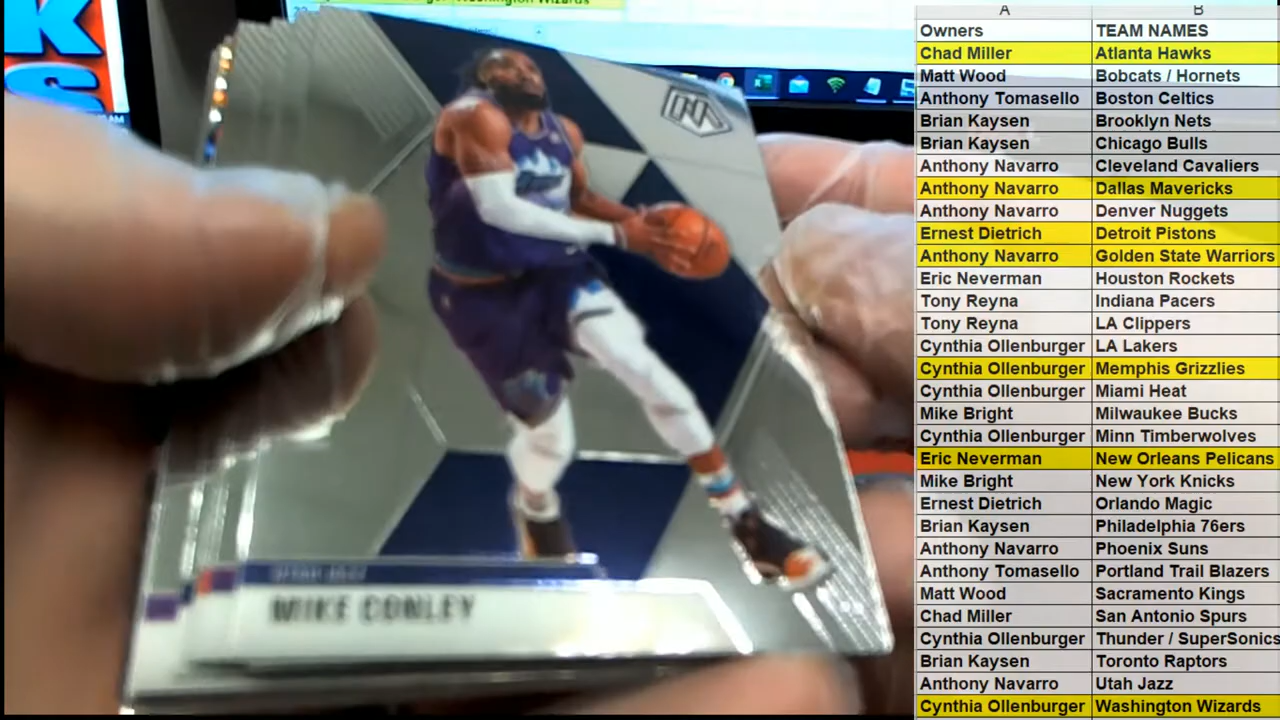 K
Washington Wizards
AM
UTAH JAZZ
MIKE CONLEY
A B
Owners TEAM NAMES
Chad Miller Atlanta Hawks
Matt Wood Bobcats / Hornets
Anthony Tomasello Boston Celtics
Brian Kaysen Brooklyn Nets
Brian Kaysen Chicago Bulls
Anthony Navarro Cleveland Cavaliers
Anthony Navarro Dallas Mavericks
Anthony Navarro Denver Nuggets
Ernest Dietrich Detroit Pistons
Anthony Navarro Golden State Warriors
Eric Neverman Houston Rockets
Tony Reyna Indiana Pacers
Tony Reyna LA Clippers
Cynthia Ollenburger LA Lakers
Cynthia Ollenburger Memphis Grizzlies
Cynthia Ollenburger Miami Heat
Mike Bright Milwaukee Bucks
Cynthia Ollenburger Minn Timberwolves
Eric Neverman New Orleans Pelicans
Mike Bright New York Knicks
Ernest Dietrich Orlando Magic
Brian Kaysen Philadelphia 76ers
Anthony Navarro Phoenix Suns
Anthony Tomasello Portland Trail Blazers
Matt Wood Sacramento Kings
Chad Miller San Antonio Spurs
Cynthia Ollenburger Thunder / SuperSonics
Brian Kaysen Toronto Raptors
Anthony Navarro Utah Jazz
Cynthia Ollenburger Washington Wizards